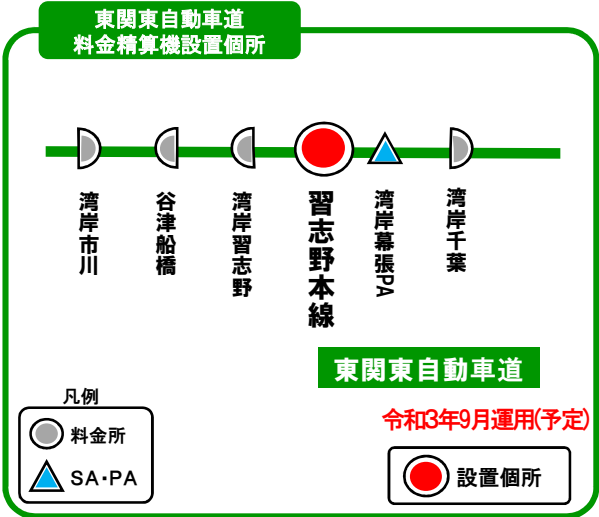 東関東自動車道
料金精算機設置個所
湾岸市川
谷津船橋
湾岸習志野
習志野本線
湾岸幕張PA
湾岸千葉
東関東自動車道
凡例
料金所
SA・PA
令和3年9月運用(予定)
設置個所